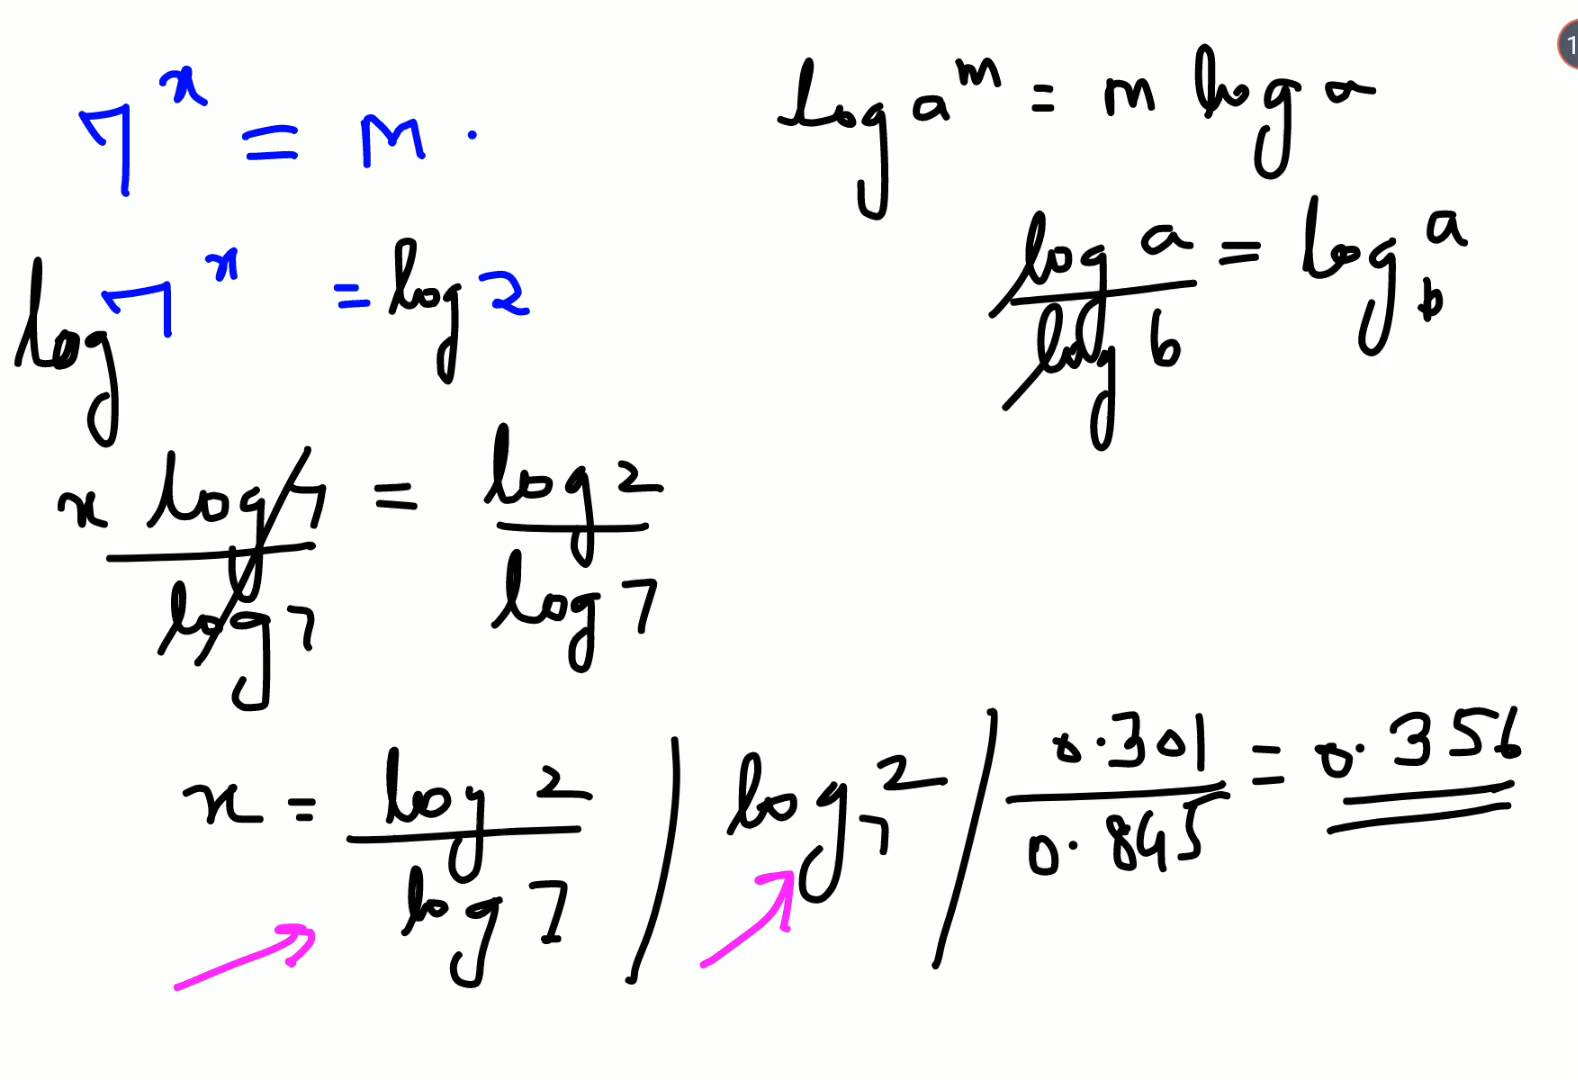 7^x = M .
log 7^x = log 2
x log 7 / log 7 = log 2 / log 7
x = log 2 / log 7 | log_7 2 | 0.301 / 0.845 = 0.356
log a^m = m log a
log a / log b = log_b a
1